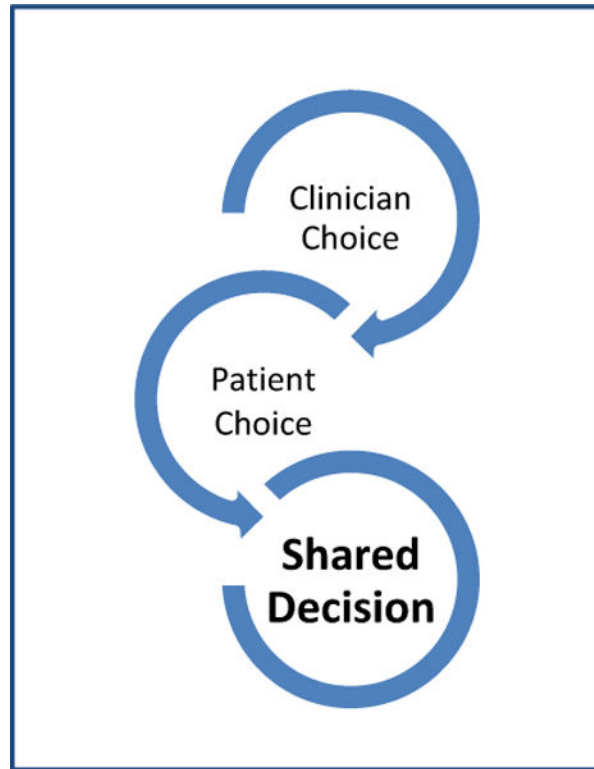 Clinician
Choice
Patient
Choice
Shared
Decision